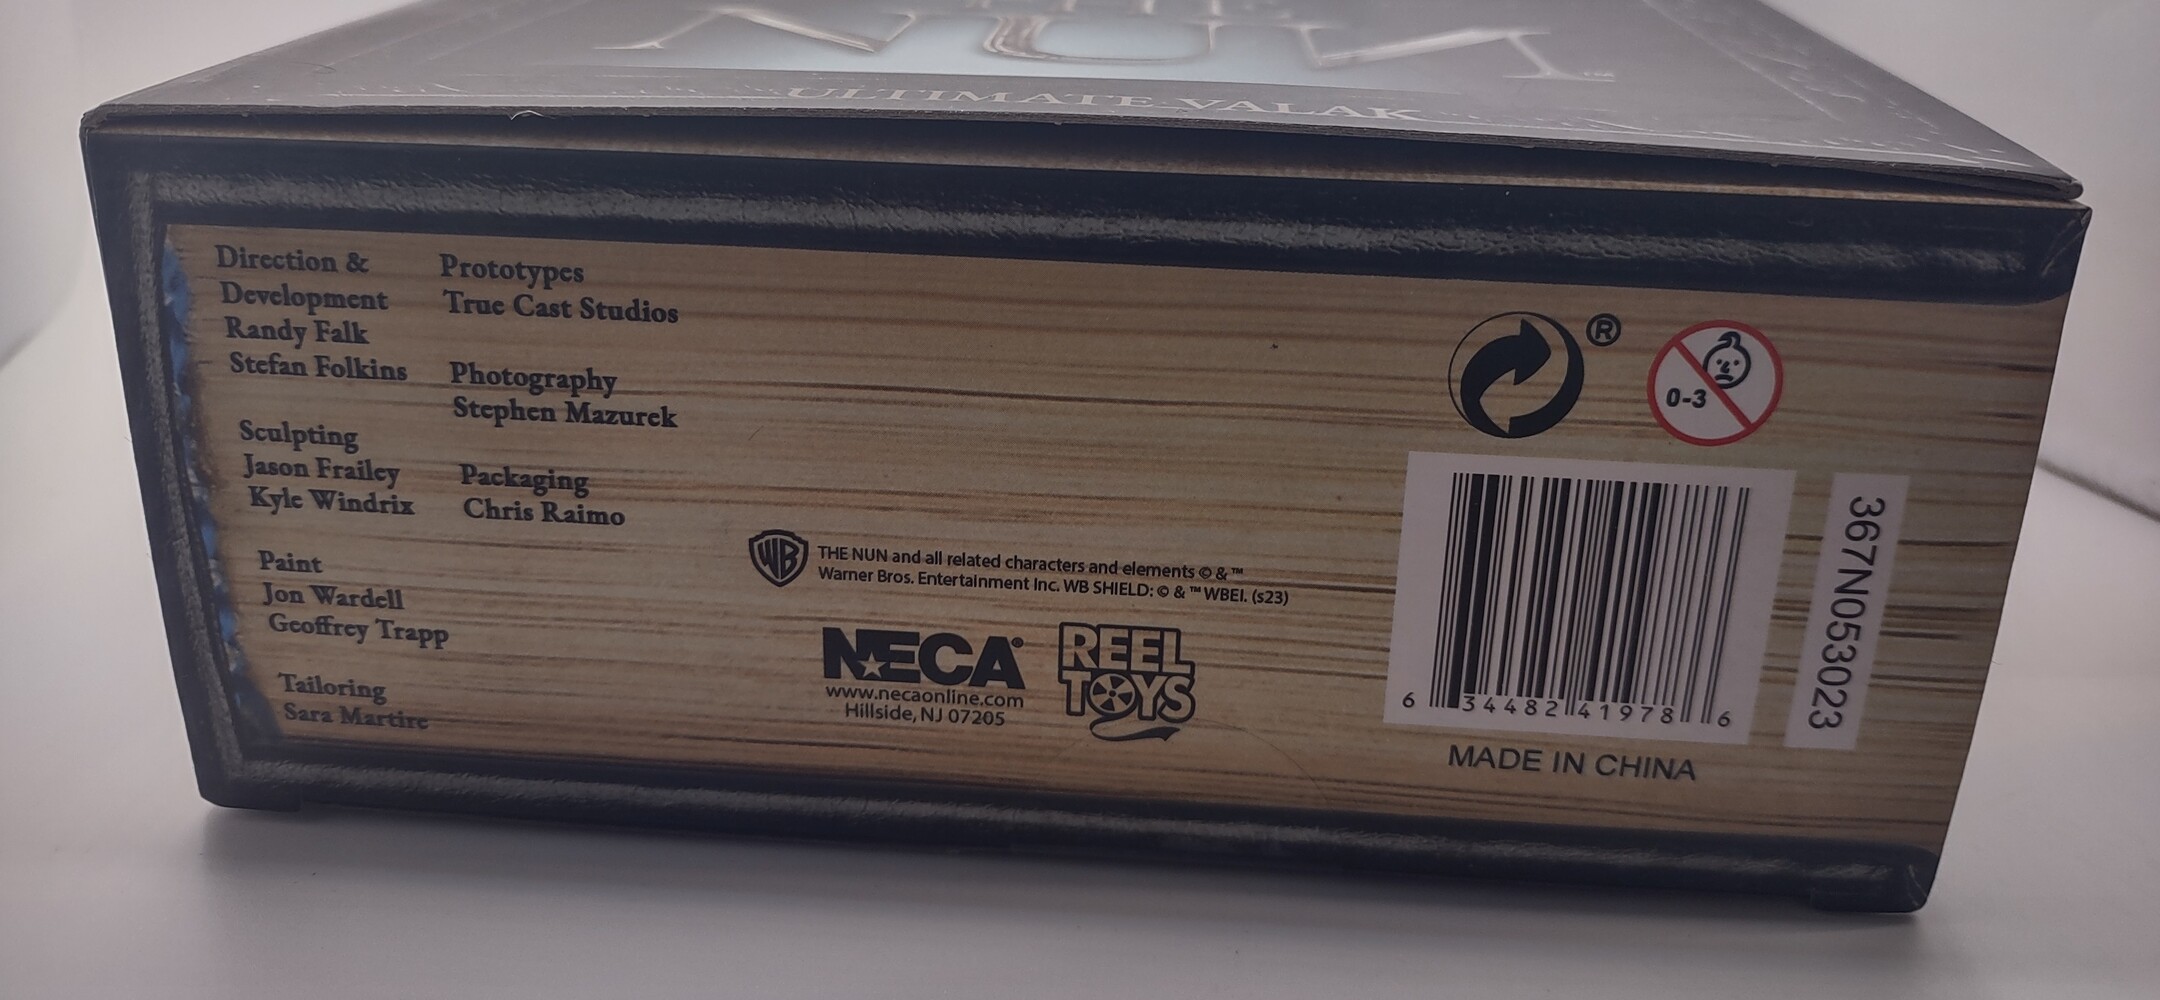 THE
NUN™
ULTIMATE VALAK
Direction &
Development
Randy Falk
Stefan Folkins
Sculpting
Jason Frailey
Kyle Windrix
Paint
Jon Wardell
Geoffrey Trapp
Tailoring
Sara Martire
Prototypes
True Cast Studios
Photography
Stephen Mazurek
Packaging
Chris Raimo
WB
THE NUN and all related characters and elements © & ™
Warner Bros. Entertainment Inc. WB SHIELD: © & ™ WBEI. (s23)
NECA®
www.necaonline.com
Hillside, NJ 07205
REEL
TOYS
®
0-3
6 34482 41978 6
MADE IN CHINA
367N053023